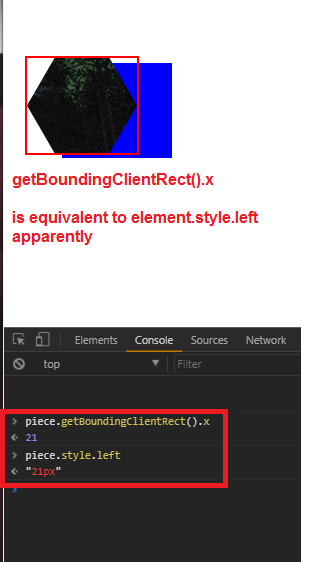 getBoundingClientRect().x
is equivalent to element.style.left
apparently
Elements Console Sources Network
top Filter
> piece.getBoundingClientRect().x
21
> piece.style.left
"21px"
>